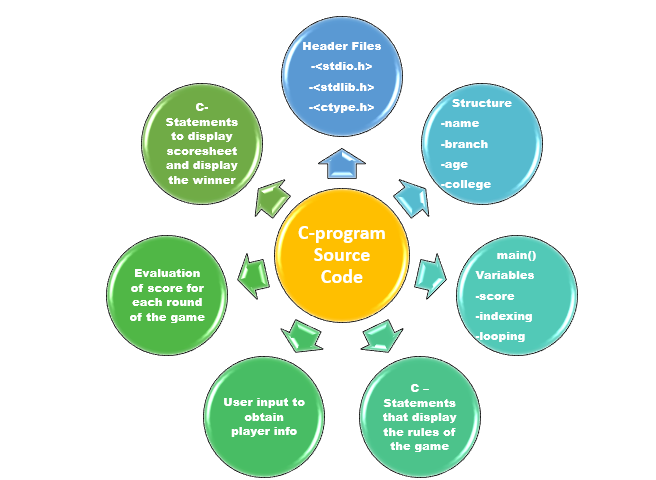 Header Files
-<stdio.h>
-<stdlib.h>
-<ctype.h>
Structure
-name
-branch
-age
-college
main()
Variables
-score
-indexing
-looping
C –
Statements
that display
the rules of
the game
User input to
obtain
player info
Evaluation
of score for
each round
of the game
C-
Statements
to display
scoresheet
and display
the winner
C-program
Source
Code